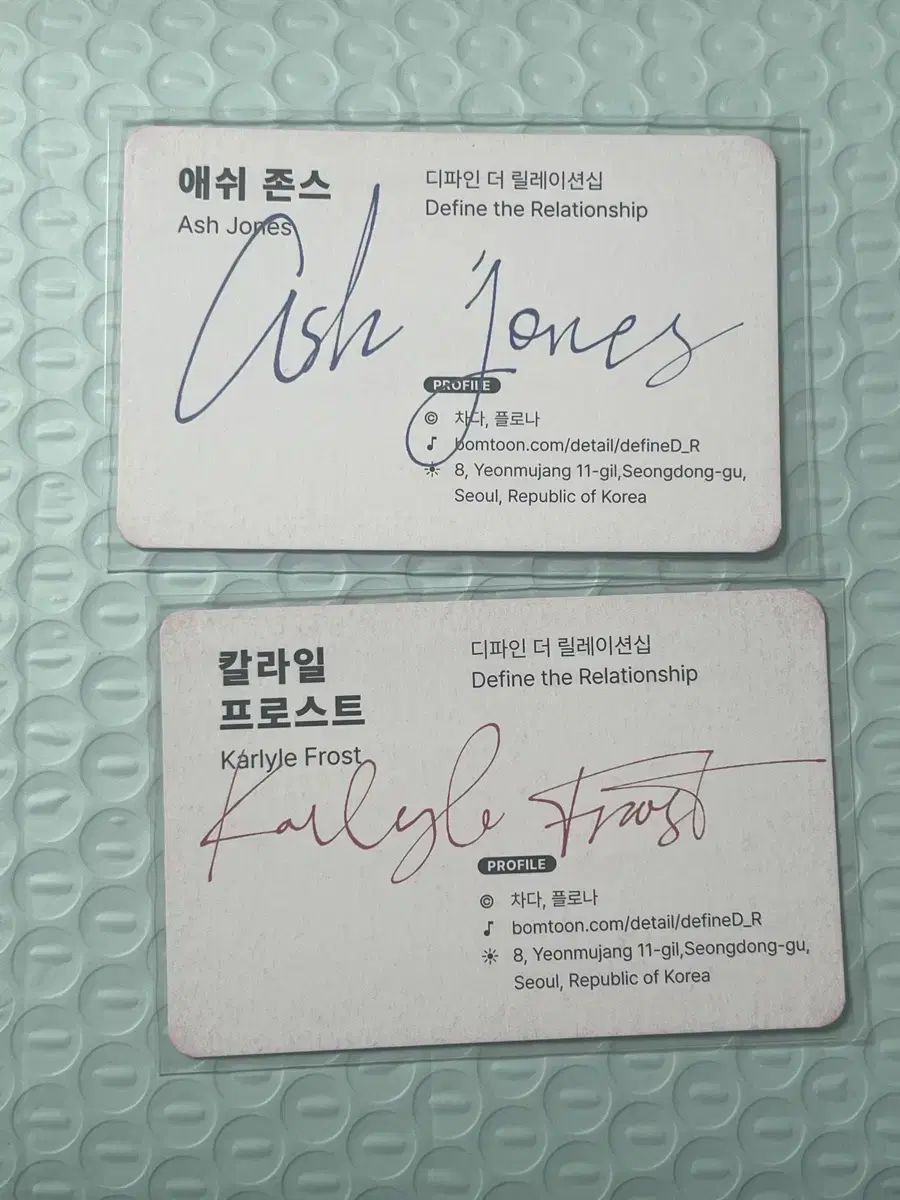 애쉬 존스
Ash Jones
디파인 더 릴레이션십
Define the Relationship
Ash Jones
PROFILE
© 차다, 플로나
bomtoon.com/detail/defineD_R
8, Yeonmujang 11-gil,Seongdong-gu,
Seoul, Republic of Korea
칼라일
프로스트
Karlyle Frost
디파인 더 릴레이션십
Define the Relationship
Karlyle Frost
PROFILE
© 차다, 플로나
bomtoon.com/detail/defineD_R
8, Yeonmujang 11-gil,Seongdong-gu,
Seoul, Republic of Korea